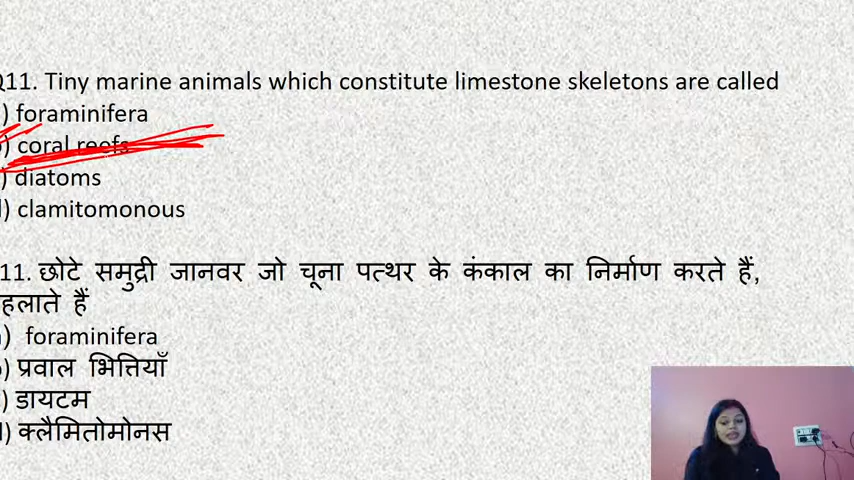 Q11. Tiny marine animals which constitute limestone skeletons are called
) foraminifera
) coral reefs
) diatoms
) clamitomonous
11. छोटे समुद्री जानवर जो चूना पत्थर के कंकाल का निर्माण करते हैं,
हलाते हैं
) foraminifera
) प्रवाल भित्तियाँ
) डायटम
) क्लैमितोमोनस